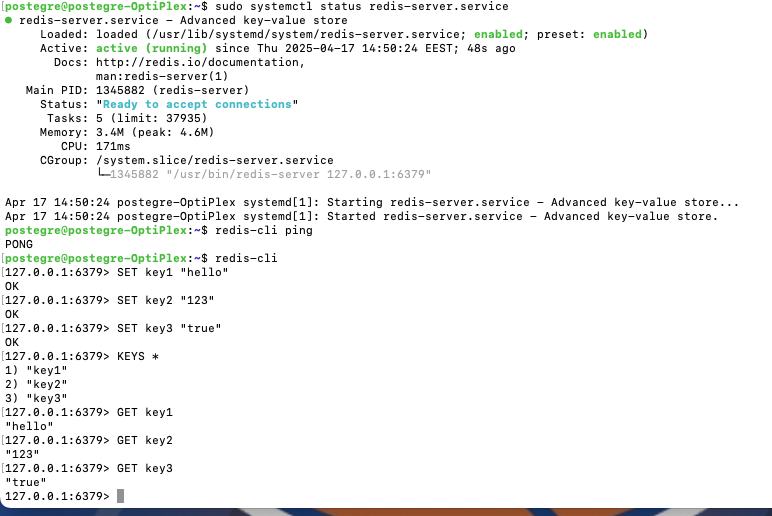 [postegre@postegre-OptiPlex:~$ sudo systemctl status redis-server.service
● redis-server.service - Advanced key-value store
Loaded: loaded (/usr/lib/systemd/system/redis-server.service; enabled; preset: enabled)
Active: active (running) since Thu 2025-04-17 14:50:24 EEST; 48s ago
Docs: http://redis.io/documentation,
man:redis-server(1)
Main PID: 1345882 (redis-server)
Status: "Ready to accept connections"
Tasks: 5 (limit: 37935)
Memory: 3.4M (peak: 4.6M)
CPU: 171ms
CGroup: /system.slice/redis-server.service
└─1345882 "/usr/bin/redis-server 127.0.0.1:6379"
Apr 17 14:50:24 postegre-OptiPlex systemd[1]: Starting redis-server.service - Advanced key-value store...
Apr 17 14:50:24 postegre-OptiPlex systemd[1]: Started redis-server.service - Advanced key-value store.
postegre@postegre-OptiPlex:~$ redis-cli ping
PONG
[postegre@postegre-OptiPlex:~$ redis-cli
[127.0.0.1:6379> SET key1 "hello"
OK
[127.0.0.1:6379> SET key2 "123"
OK
[127.0.0.1:6379> SET key3 "true"
OK
[127.0.0.1:6379> KEYS *
1) "key1"
2) "key2"
3) "key3"
[127.0.0.1:6379> GET key1
"hello"
[127.0.0.1:6379> GET key2
"123"
[127.0.0.1:6379> GET key3
"true"
127.0.0.1:6379>